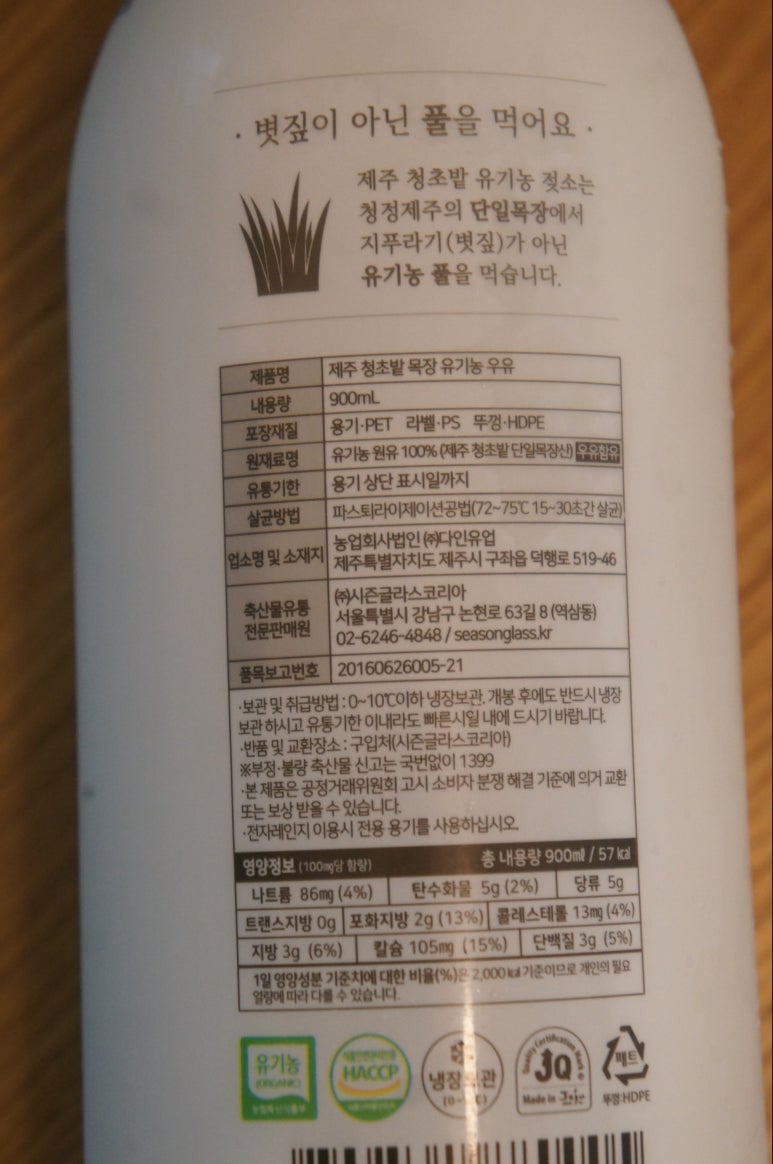 · 볏짚이 아닌 풀을 먹어요 ·
제주 청초밭 유기농 젖소는
청정제주의 단일목장에서
지푸라기(볏짚)가 아닌
유기농 풀을 먹습니다.
제품명 제주 청초밭 목장 유기농 우유
내용량 900mL
포장재질 용기·PET 라벨·PS 뚜껑·HDPE
원재료명 유기농 원유 100% (제주 청초밭 단일목장산) 우유함유
유통기한 용기 상단 표시일까지
살균방법 파스퇴라이제이션공법(72~75℃ 15~30초간 살균)
업소명 및 소재지 농업회사법인 ㈜다인유업
제주특별자치도 제주시 구좌읍 덕행로 519-46
축산물유통 전문판매원 ㈜시즌글라스코리아
서울특별시 강남구 논현로 63길 8 (역삼동)
02-6246-4848 / seasonglass.kr
품목보고번호 20160626005-21
·보관 및 취급방법 : 0~10℃이하 냉장보관. 개봉 후에도 반드시 냉장
보관 하시고 유통기한 이내라도 빠른시일 내에 드시기 바랍니다.
·반품 및 교환장소 : 구입처(시즌글라스코리아)
※부정·불량 축산물 신고는 국번없이 1399
·본 제품은 공정거래위원회 고시 소비자 분쟁 해결 기준에 의거 교환
또는 보상 받을 수 있습니다.
·전자레인지 이용시 전용 용기를 사용하십시오.
영양정보 (100㎎당 함량) 총 내용량 900㎖ / 57 ㎉
나트륨 86㎎ (4%) 탄수화물 5g (2%) 당류 5g
트랜스지방 0g 포화지방 2g (13%) 콜레스테롤 13㎎ (4%)
지방 3g (6%) 칼슘 105㎎ (15%) 단백질 3g (5%)
1일 영양성분 기준치에 대한 비율(%)은 2,000 ㎉ 기준이므로 개인의 필요
열량에 따라 다를 수 있습니다.
유기농
(ORGANIC)
농림축산식품부
HACCP
냉장보관
Quality Certification Mark
JQ
Made in Jeju
페트
뚜껑:HDPE